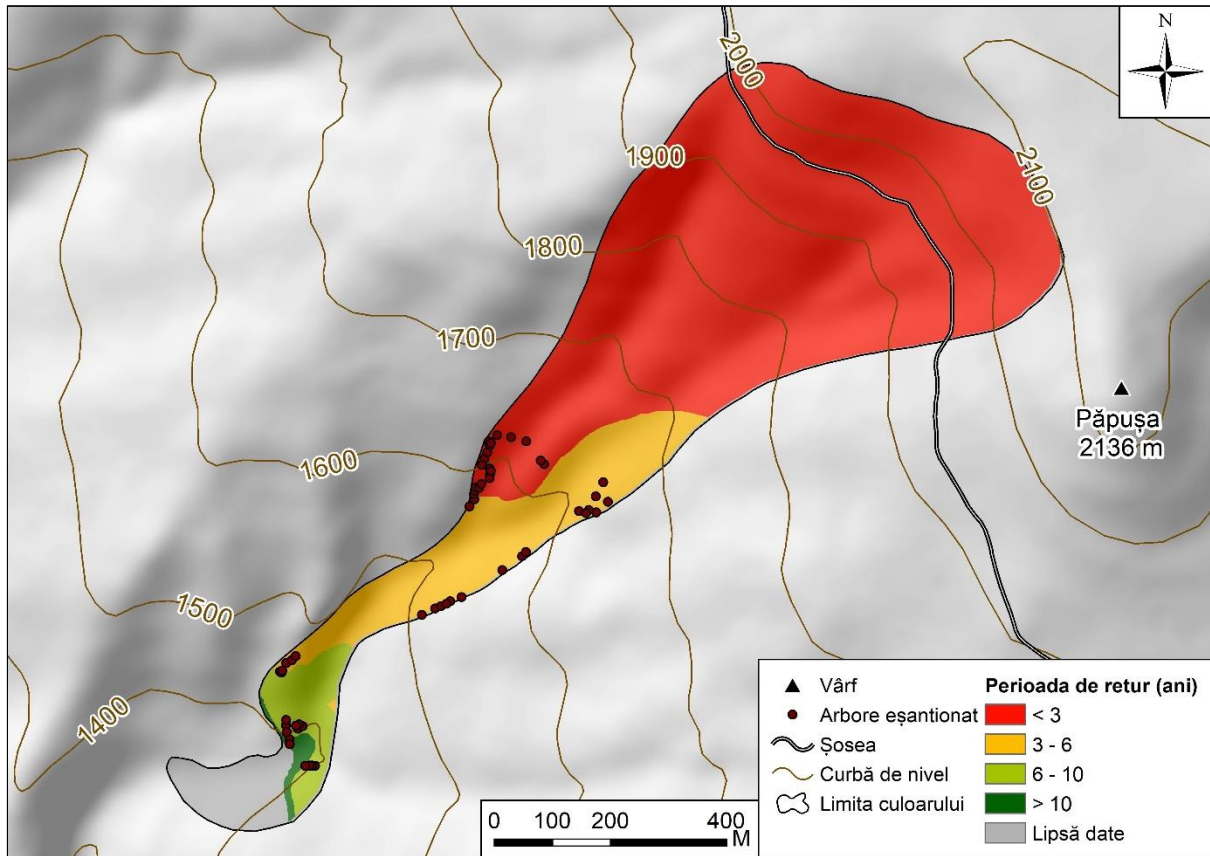 N
2000
2100
1900
1800
1700
Păpușa
2136 m
1600
1500
1400
Vârf
Arbore eșantionat
Șosea
Curbă de nivel
Limita culoarului
Perioada de retur (ani)
< 3
3 - 6
6 - 10
> 10
Lipsă date
0 100 200 400
M